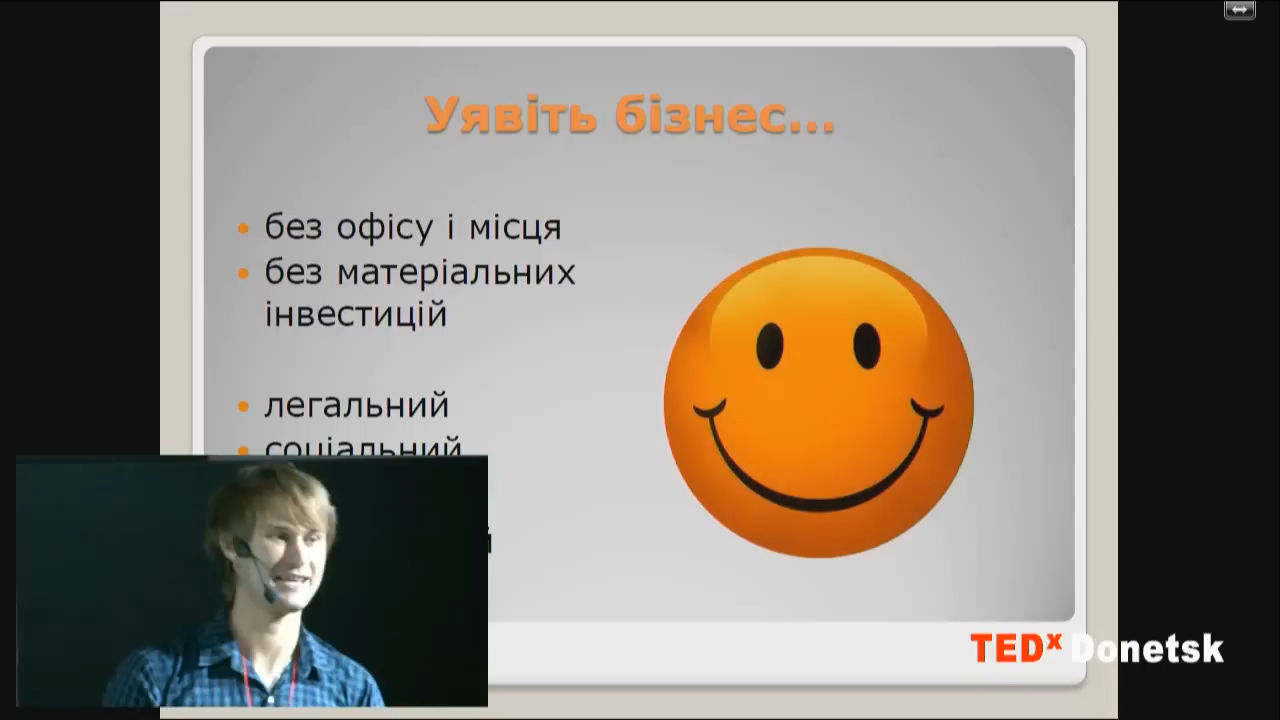 Уявіть бізнес...
без офісу і місця
без матеріальних
інвестицій
легальний
соціальний
TEDx Donetsk